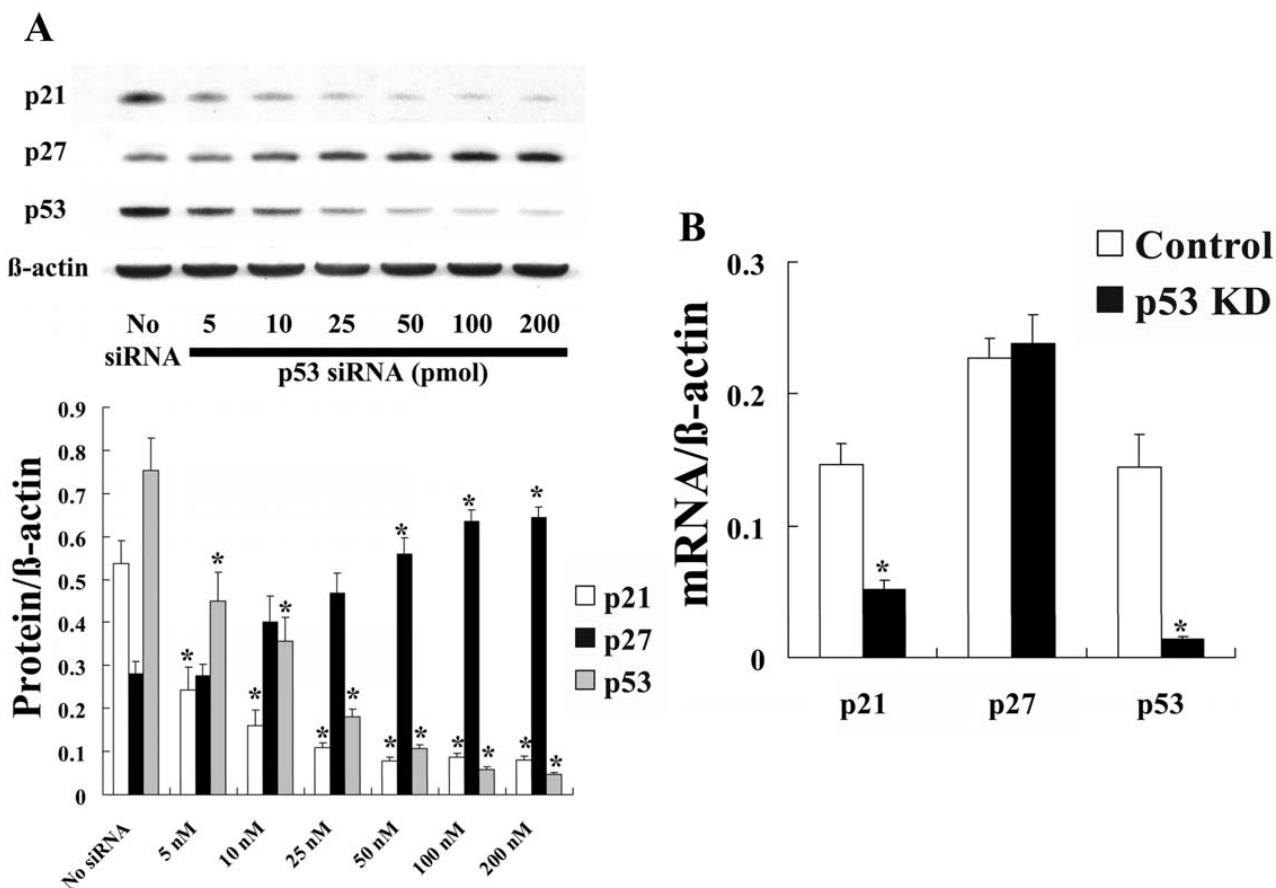 A
p21
p27
p53
ß-actin
No siRNA 5 10 25 50 100 200
p53 siRNA (pmol)
Protein/ß-actin
0.9
0.8
0.7
0.6
0.5
0.4
0.3
0.2
0.1
0
* * * * * * * * * * * * * * *
No siRNA 5 nM 10 nM 25 nM 50 nM 100 nM 200 nM
p21
p27
p53
B
Control
p53 KD
mRNA/ß-actin
0.3
0.2
0.1
0
* *
p21 p27 p53